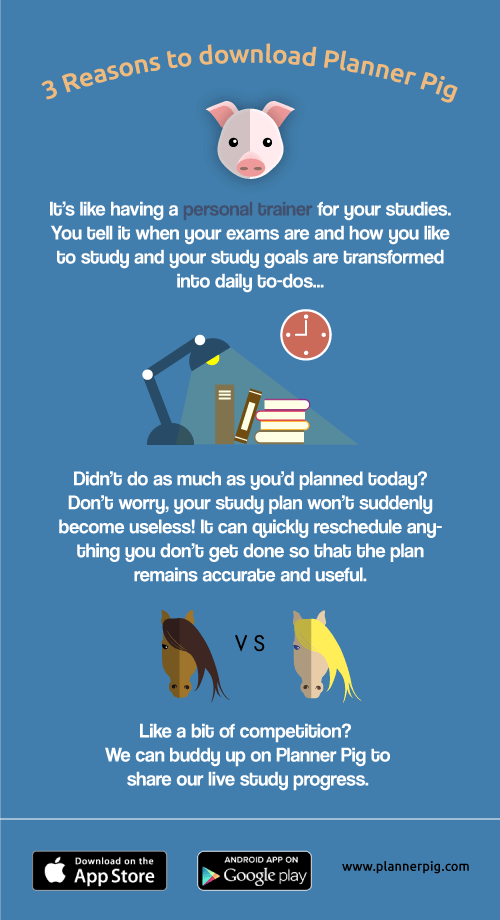 3 Reasons to download Planner Pig
It's like having a personal trainer for your studies.
You tell it when your exams are and how you like
to study and your study goals are transformed
into daily to-dos...
Didn't do as much as you'd planned today?
Don't worry, your study plan won't suddenly
become useless! It can quickly reschedule any-
thing you don't get done so that the plan
remains accurate and useful.
VS
Like a bit of competition?
We can buddy up on Planner Pig to
share our live study progress.
Download on the
App Store
ANDROID APP ON
Google play
www.plannerpig.com